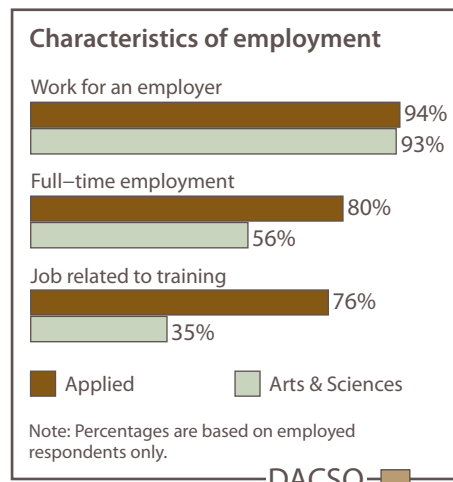 Characteristics of employment
Work for an employer
94%
93%
Full–time employment
80%
56%
Job related to training
76%
35%
Applied Arts & Sciences
Note: Percentages are based on employed
respondents only.
DACSO